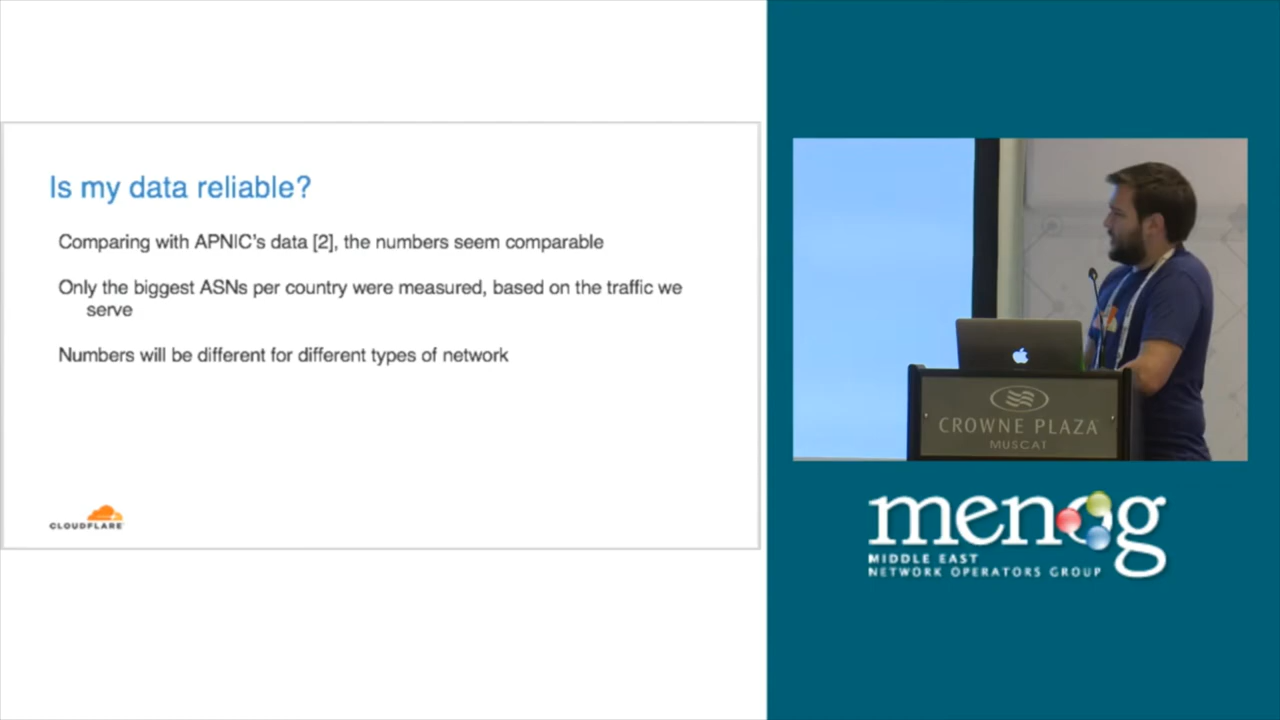 Is my data reliable?
Comparing with APNIC's data [2], the numbers seem comparable
Only the biggest ASNs per country were measured, based on the traffic we
serve
Numbers will be different for different types of network
CLOUDFLARE
CROWNE PLAZA
MUSCAT
menog
MIDDLE EAST
NETWORK OPERATORS GROUP